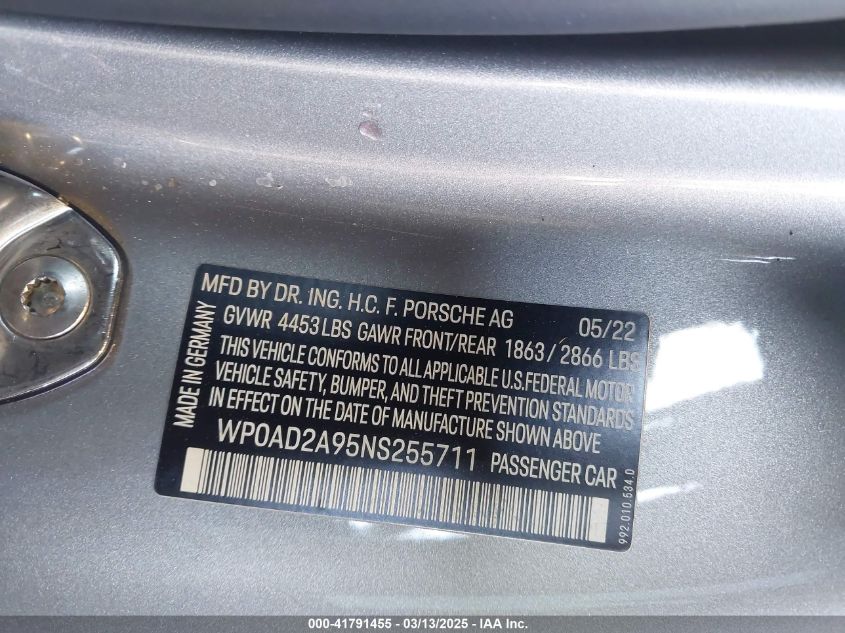 MFD BY DR. ING. H.C. F. PORSCHE AG 05/22
GVWR 4453 LBS GAWR FRONT/REAR 1863 / 2866 LBS
THIS VEHICLE CONFORMS TO ALL APPLICABLE U.S. FEDERAL MOTOR
VEHICLE SAFETY, BUMPER, AND THEFT PREVENTION STANDARDS
IN EFFECT ON THE DATE OF MANUFACTURE SHOWN ABOVE
WP0AD2A95NS255711 PASSENGER CAR
MADE IN GERMANY
992.010.534.0
000-41791455 - 03/13/2025 - IAA Inc.